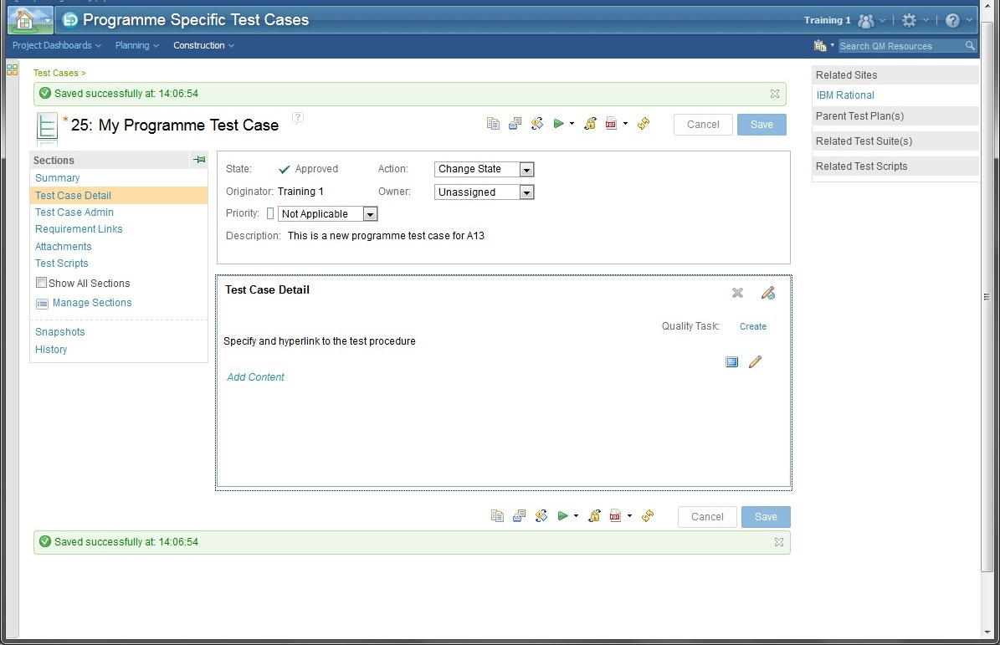 Programme Specific Test Cases
Training 1
Project Dashboards Planning Construction
Search QM Resources
Test Cases >
Saved successfully at: 14:06:54
* 25: My Programme Test Case ?
PDF
Cancel Save
Sections
Summary
Test Case Detail
Test Case Admin
Requirement Links
Attachments
Test Scripts
Show All Sections
Manage Sections
Snapshots
History
State: Approved Action: Change State
Originator: Training 1 Owner: Unassigned
Priority: Not Applicable
Description: This is a new programme test case for A13
Test Case Detail
Quality Task: Create
Specify and hyperlink to the test procedure
Add Content
PDF
Cancel Save
Saved successfully at: 14:06:54
Related Sites
IBM Rational
Parent Test Plan(s)
Related Test Suite(s)
Related Test Scripts